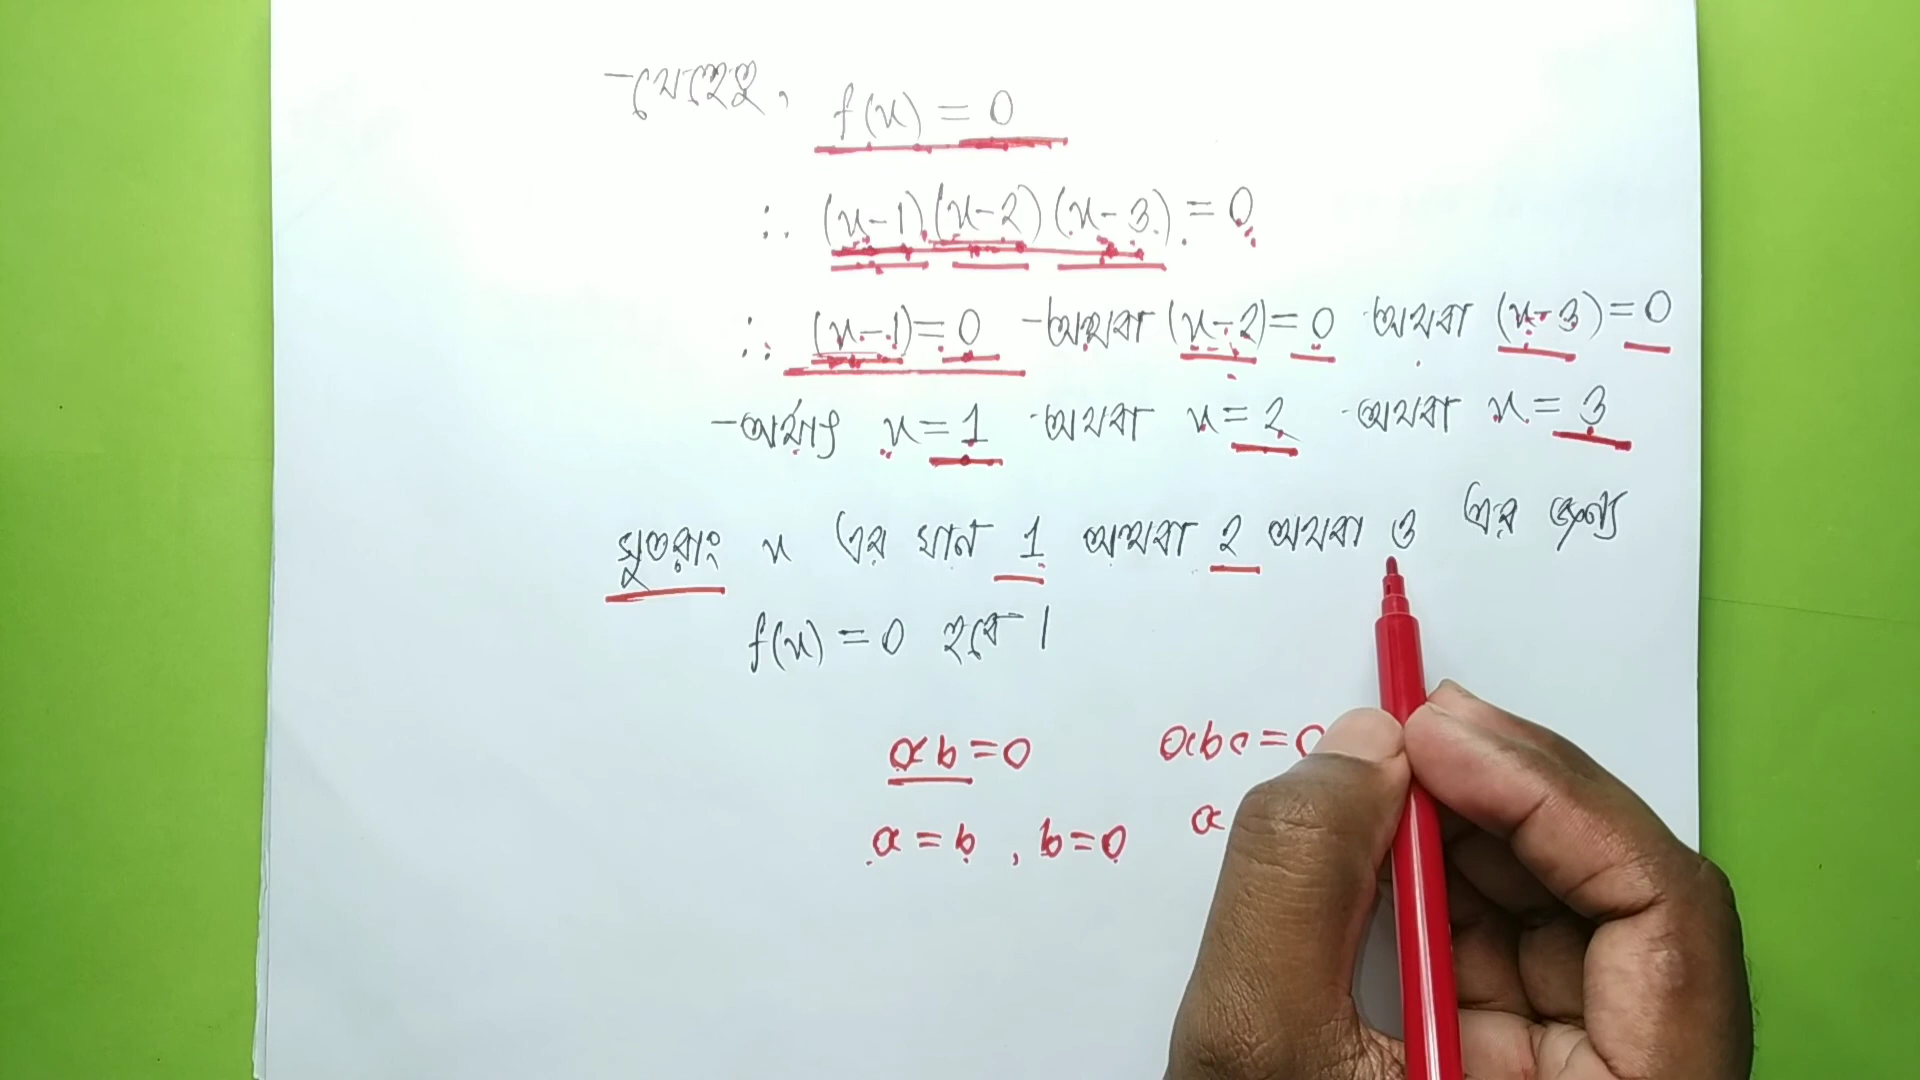 যেহেতু, f(x) = 0
∴ (x-1)(x-2)(x-3) = 0
∴ (x-1)=0 অথবা (x-2)=0 অথবা (x-3)=0
অর্থাৎ x=1 অথবা x=2 অথবা x=3
সুতরাং x এর মান 1 অথবা 2 অথবা 3 এর জন্য
f(x) = 0 হবে।
ab=0 abc=0
a=b, b=0 a